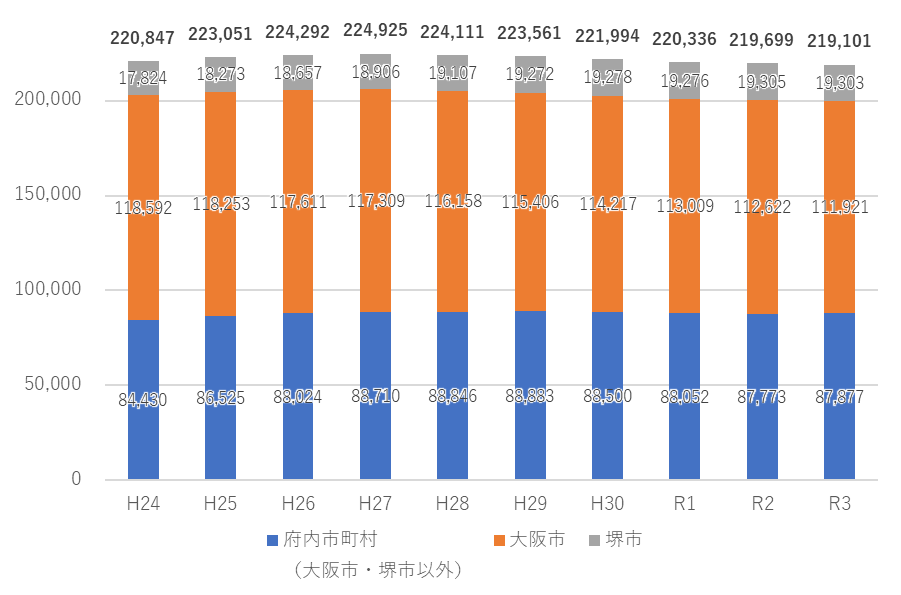 220,847 223,051 224,292 224,925 224,111 223,561 221,994 220,336 219,699 219,101
17,824 18,273 18,657 18,906 19,107 19,272 19,278 19,276 19,305 19,303
200,000
150,000
118,592 118,253 117,611 117,309 116,158 115,406 114,217 113,009 112,622 111,921
100,000
50,000
84,430 86,525 88,024 88,710 88,846 88,883 88,500 88,052 87,773 87,877
0
H24 H25 H26 H27 H28 H29 H30 R1 R2 R3
府内市町村 大阪市 堺市
（大阪市・堺市以外）